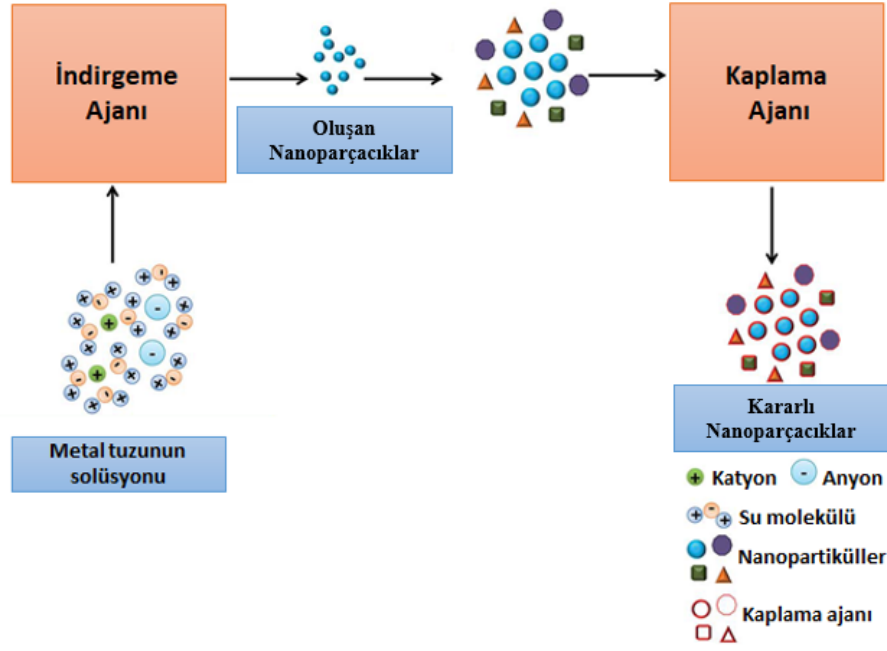 İndirgeme
Ajanı
Oluşan
Nanoparçacıklar
Kaplama
Ajanı
Metal tuzunun
solüsyonu
Kararlı
Nanoparçacıklar
Katyon
Anyon
Su molekülü
Nanopartiküller
Kaplama ajanı